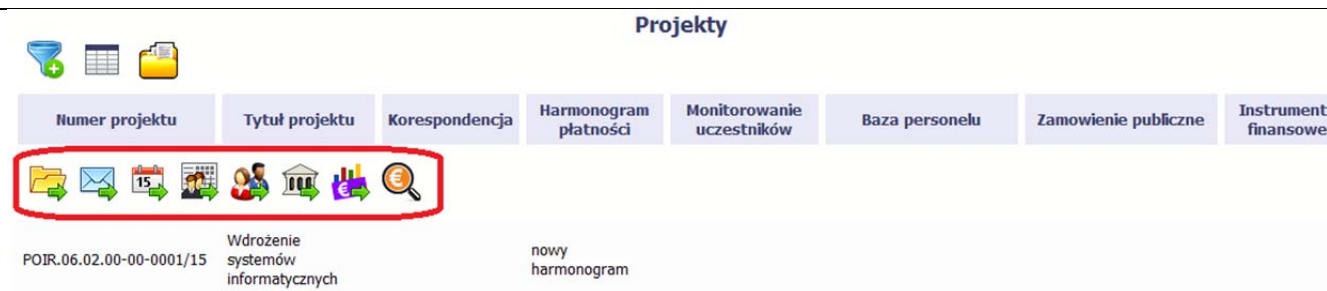 Projekty
Numer projektu
Tytuł projektu
Korespondencja
Harmonogram
płatności
Monitorowanie
uczestników
Baza personelu
Zamowienie publiczne
Instrument
finansowe
15
POIR.06.02.00-00-0001/15
Wdrożenie
systemów
informatycznych
nowy
harmonogram